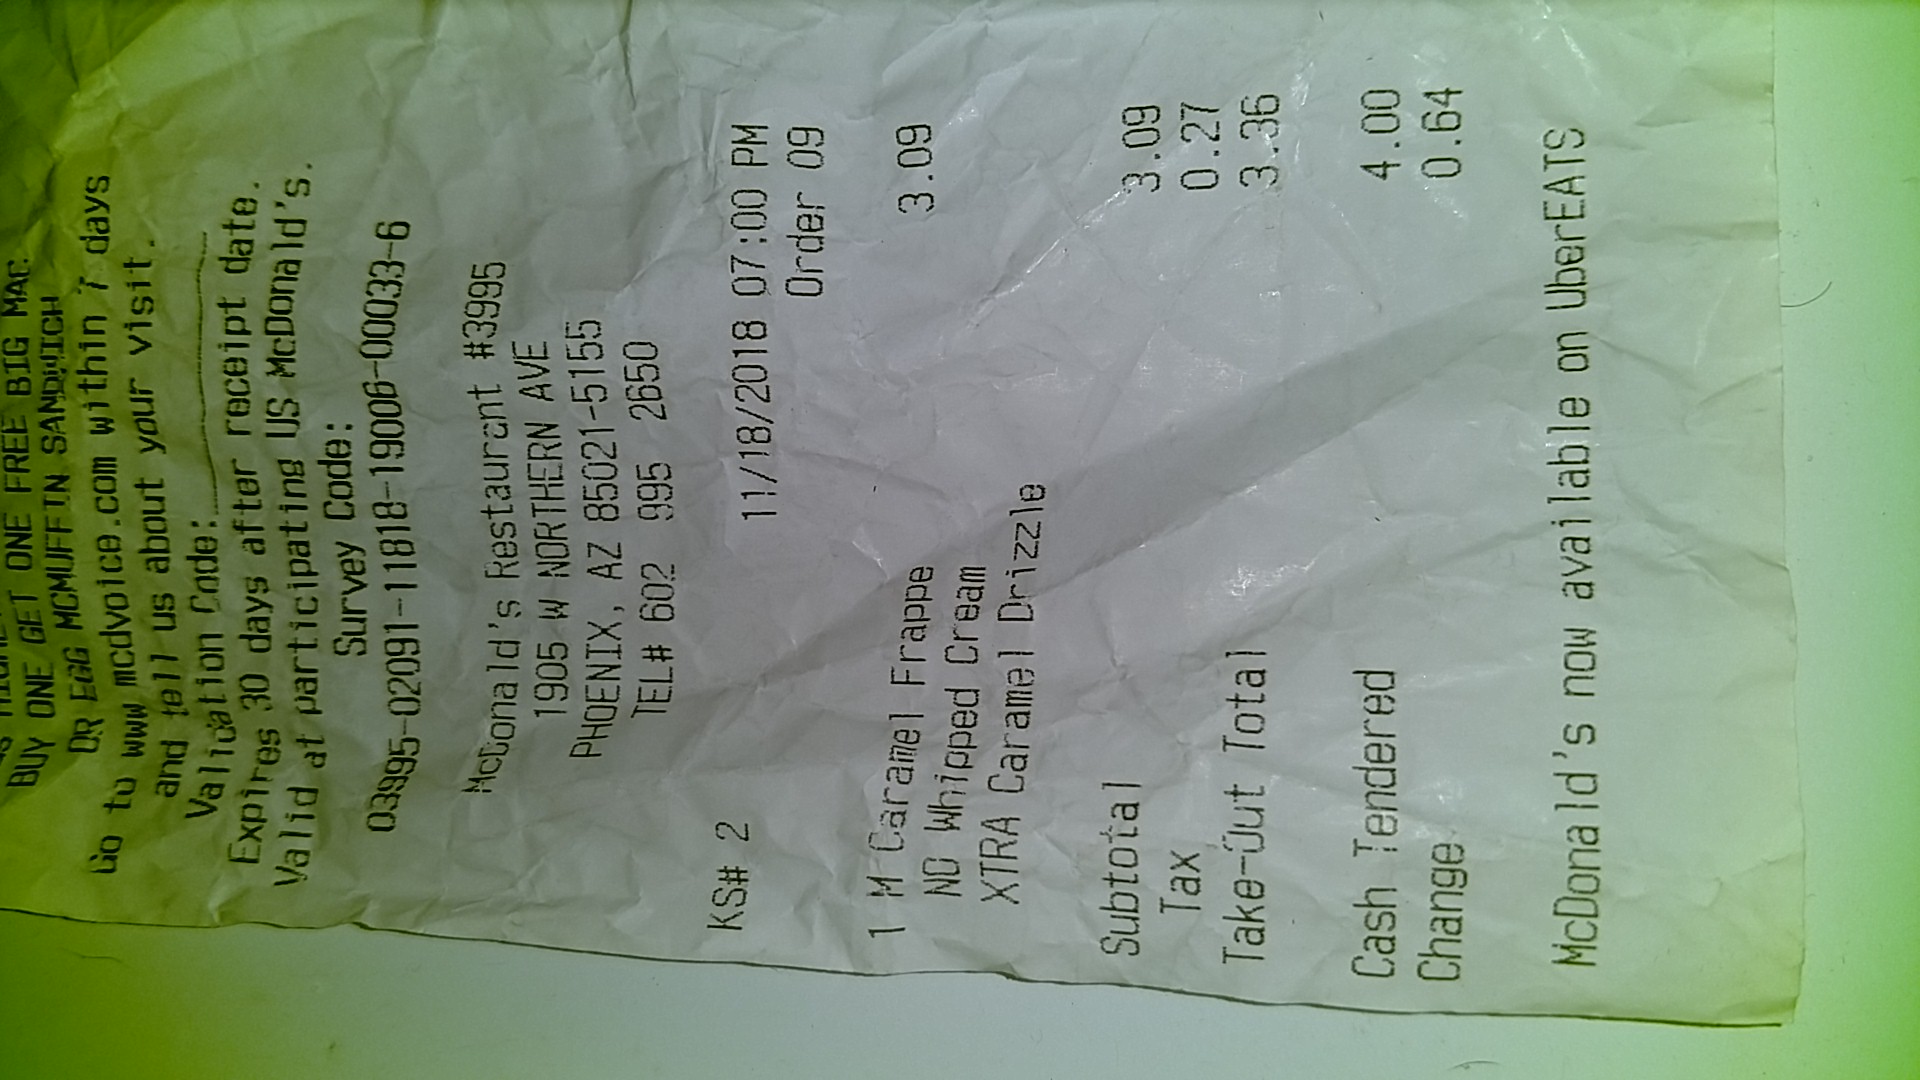 BUY ONE GET ONE FREE BIG MAC
OR EGG MCMUFFIN SANDWICH
Go to www.mcdvoice.com within 7 days
and tell us about your visit.
Validation Code:
Expires 30 days after receipt date.
Valid at participating US McDonald's.
Survey Code:
03995-02091-11818-19006-00033-6
McDonald's Restaurant #3995
1905 W NORTHERN AVE
PHOENIX, AZ 85021-5155
TEL# 602 995 2650
KS# 2 11/18/2018 07:00 PM
Order 09
1 M Caramel Frappe 3.09
NO Whipped Cream
XTRA Caramel Drizzle
Subtotal 3.09
Tax 0.27
Take-Out Total 3.36
Cash Tendered 4.00
Change 0.64
McDonald's now available on UberEATS